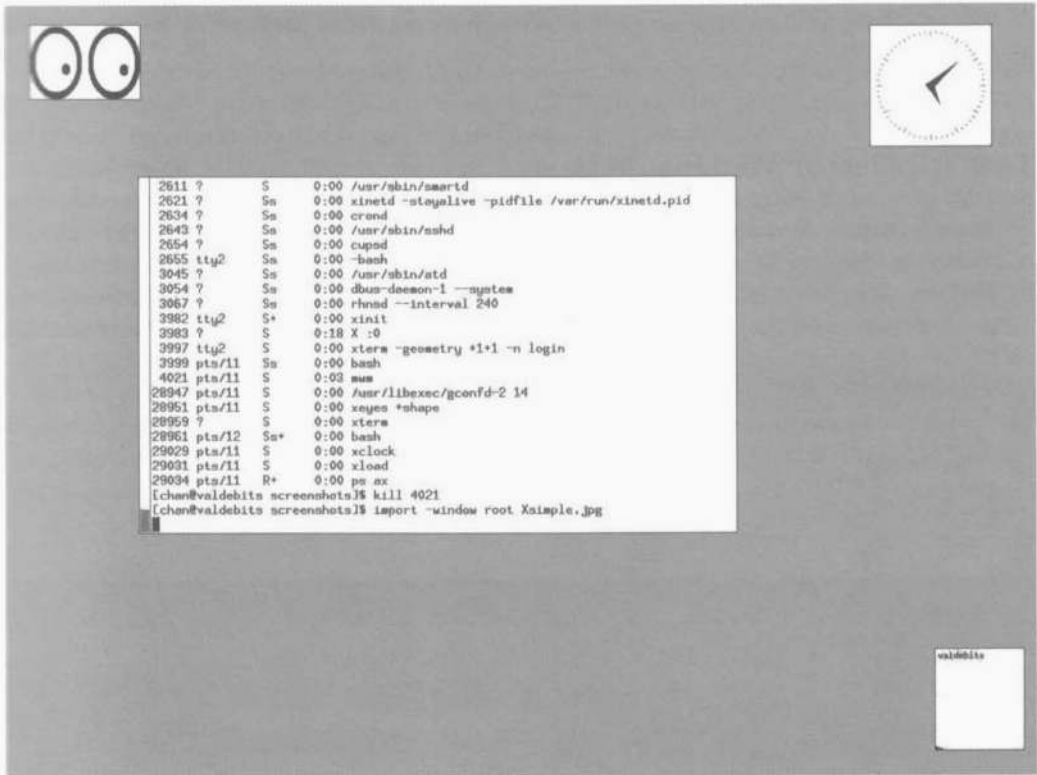 2611 ? S 0:00 /usr/sbin/smartd
2621 ? Ss 0:00 xinetd -stayalive -pidfile /var/run/xinetd.pid
2634 ? Ss 0:00 crond
2643 ? Ss 0:00 /usr/sbin/sshd
2654 ? Ss 0:00 cupsd
2655 tty2 Ss 0:00 -bash
3045 ? Ss 0:00 /usr/sbin/atd
3054 ? Ss 0:00 dbus-daemon-1 --system
3067 ? Ss 0:00 rhnsd --interval 240
3982 tty2 S+ 0:00 xinit
3983 ? S 0:18 X :0
3997 tty2 S 0:00 xterm -geometry +1+1 -n login
3999 pts/11 Ss 0:00 bash
4021 pts/11 S 0:03 mwm
28947 pts/11 S 0:00 /usr/libexec/gconfd-2 14
28951 pts/11 S 0:00 xeyes +shape
28959 ? S 0:00 xterm
28961 pts/12 Ss+ 0:00 bash
29029 pts/11 S 0:00 xclock
29031 pts/11 S 0:00 xload
29034 pts/11 R+ 0:00 ps ax
[chan@valdebits screenshots]$ kill 4021
[chan@valdebits screenshots]$ import -window root Xsimple.jpg
valdebits